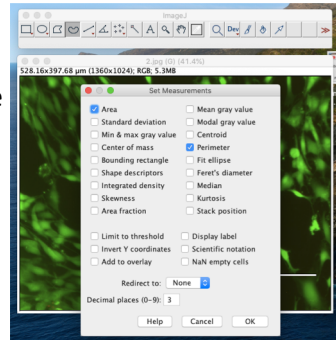 e
ImageJ
Dev
2.jpg (G) (41.4%)
528.16x397.68 µm (1360x1024); RGB; 5.3MB
Set Measurements
Area Mean gray value
Standard deviation Modal gray value
Min & max gray value Centroid
Center of mass Perimeter
Bounding rectangle Fit ellipse
Shape descriptors Feret's diameter
Integrated density Median
Skewness Kurtosis
Area fraction Stack position
Limit to threshold Display label
Invert Y coordinates Scientific notation
Add to overlay NaN empty cells
Redirect to: None
Decimal places (0-9): 3
Help Cancel OK